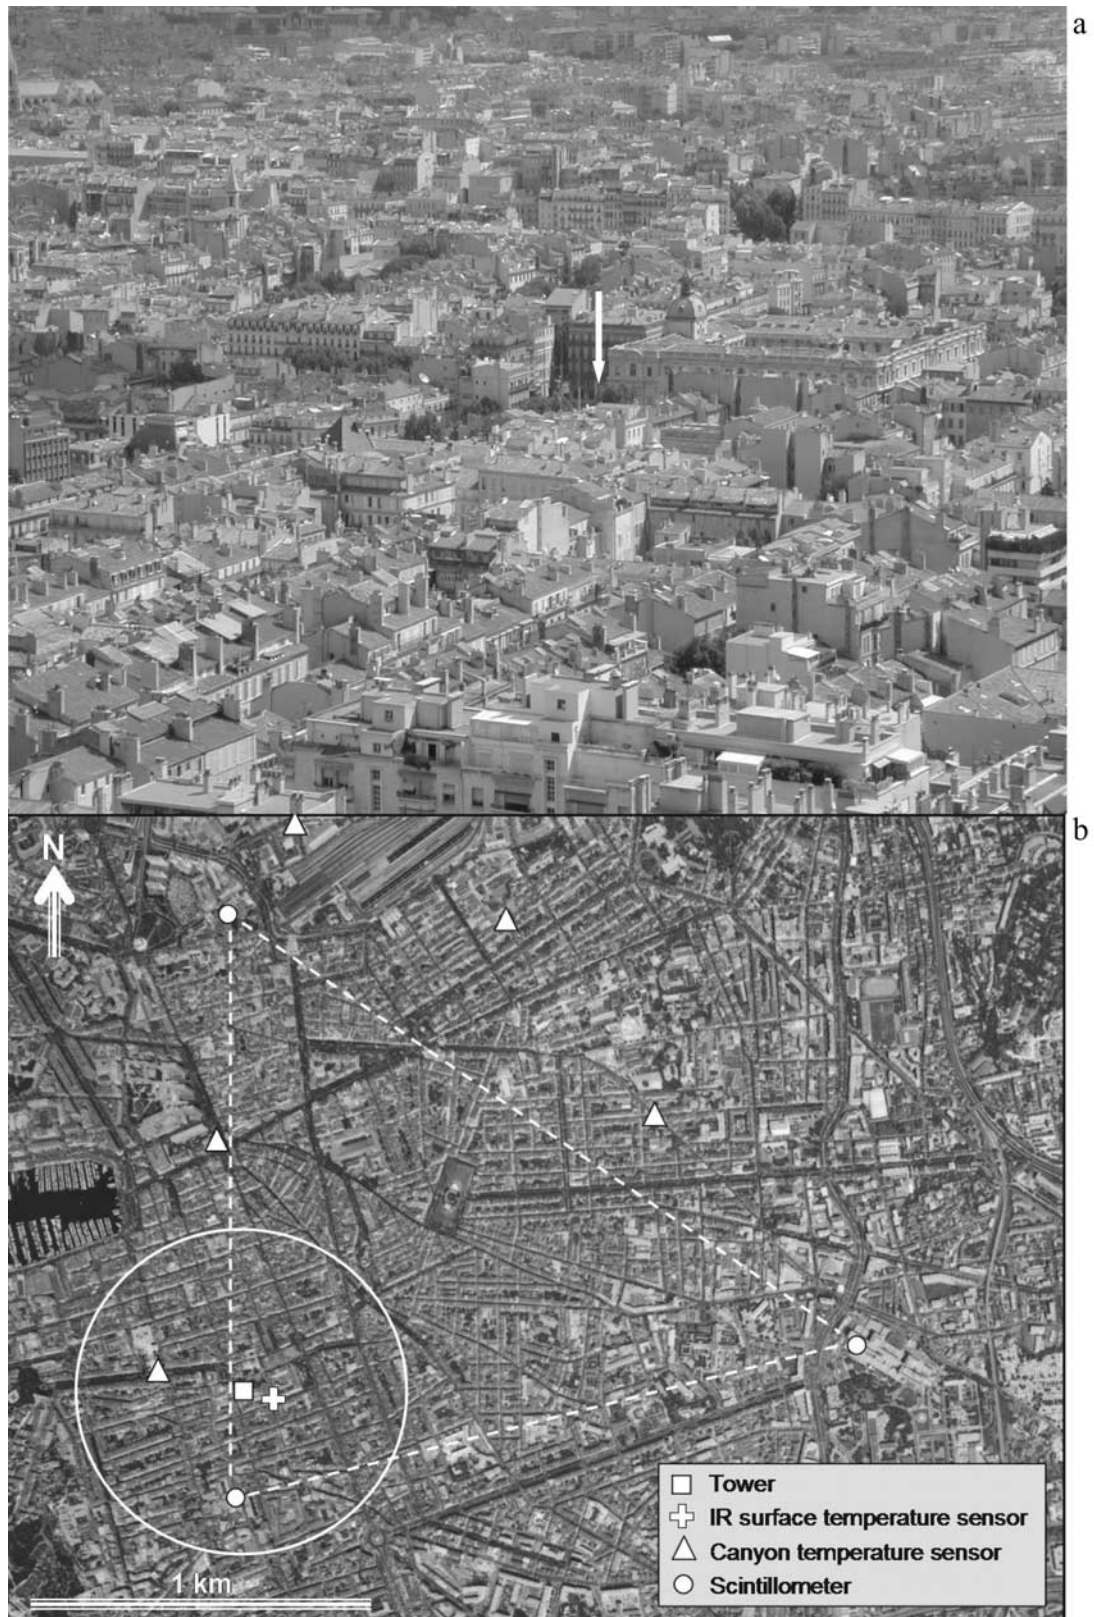 a
b
N
Tower
IR surface temperature sensor
Canyon temperature sensor
Scintillometer
1 km